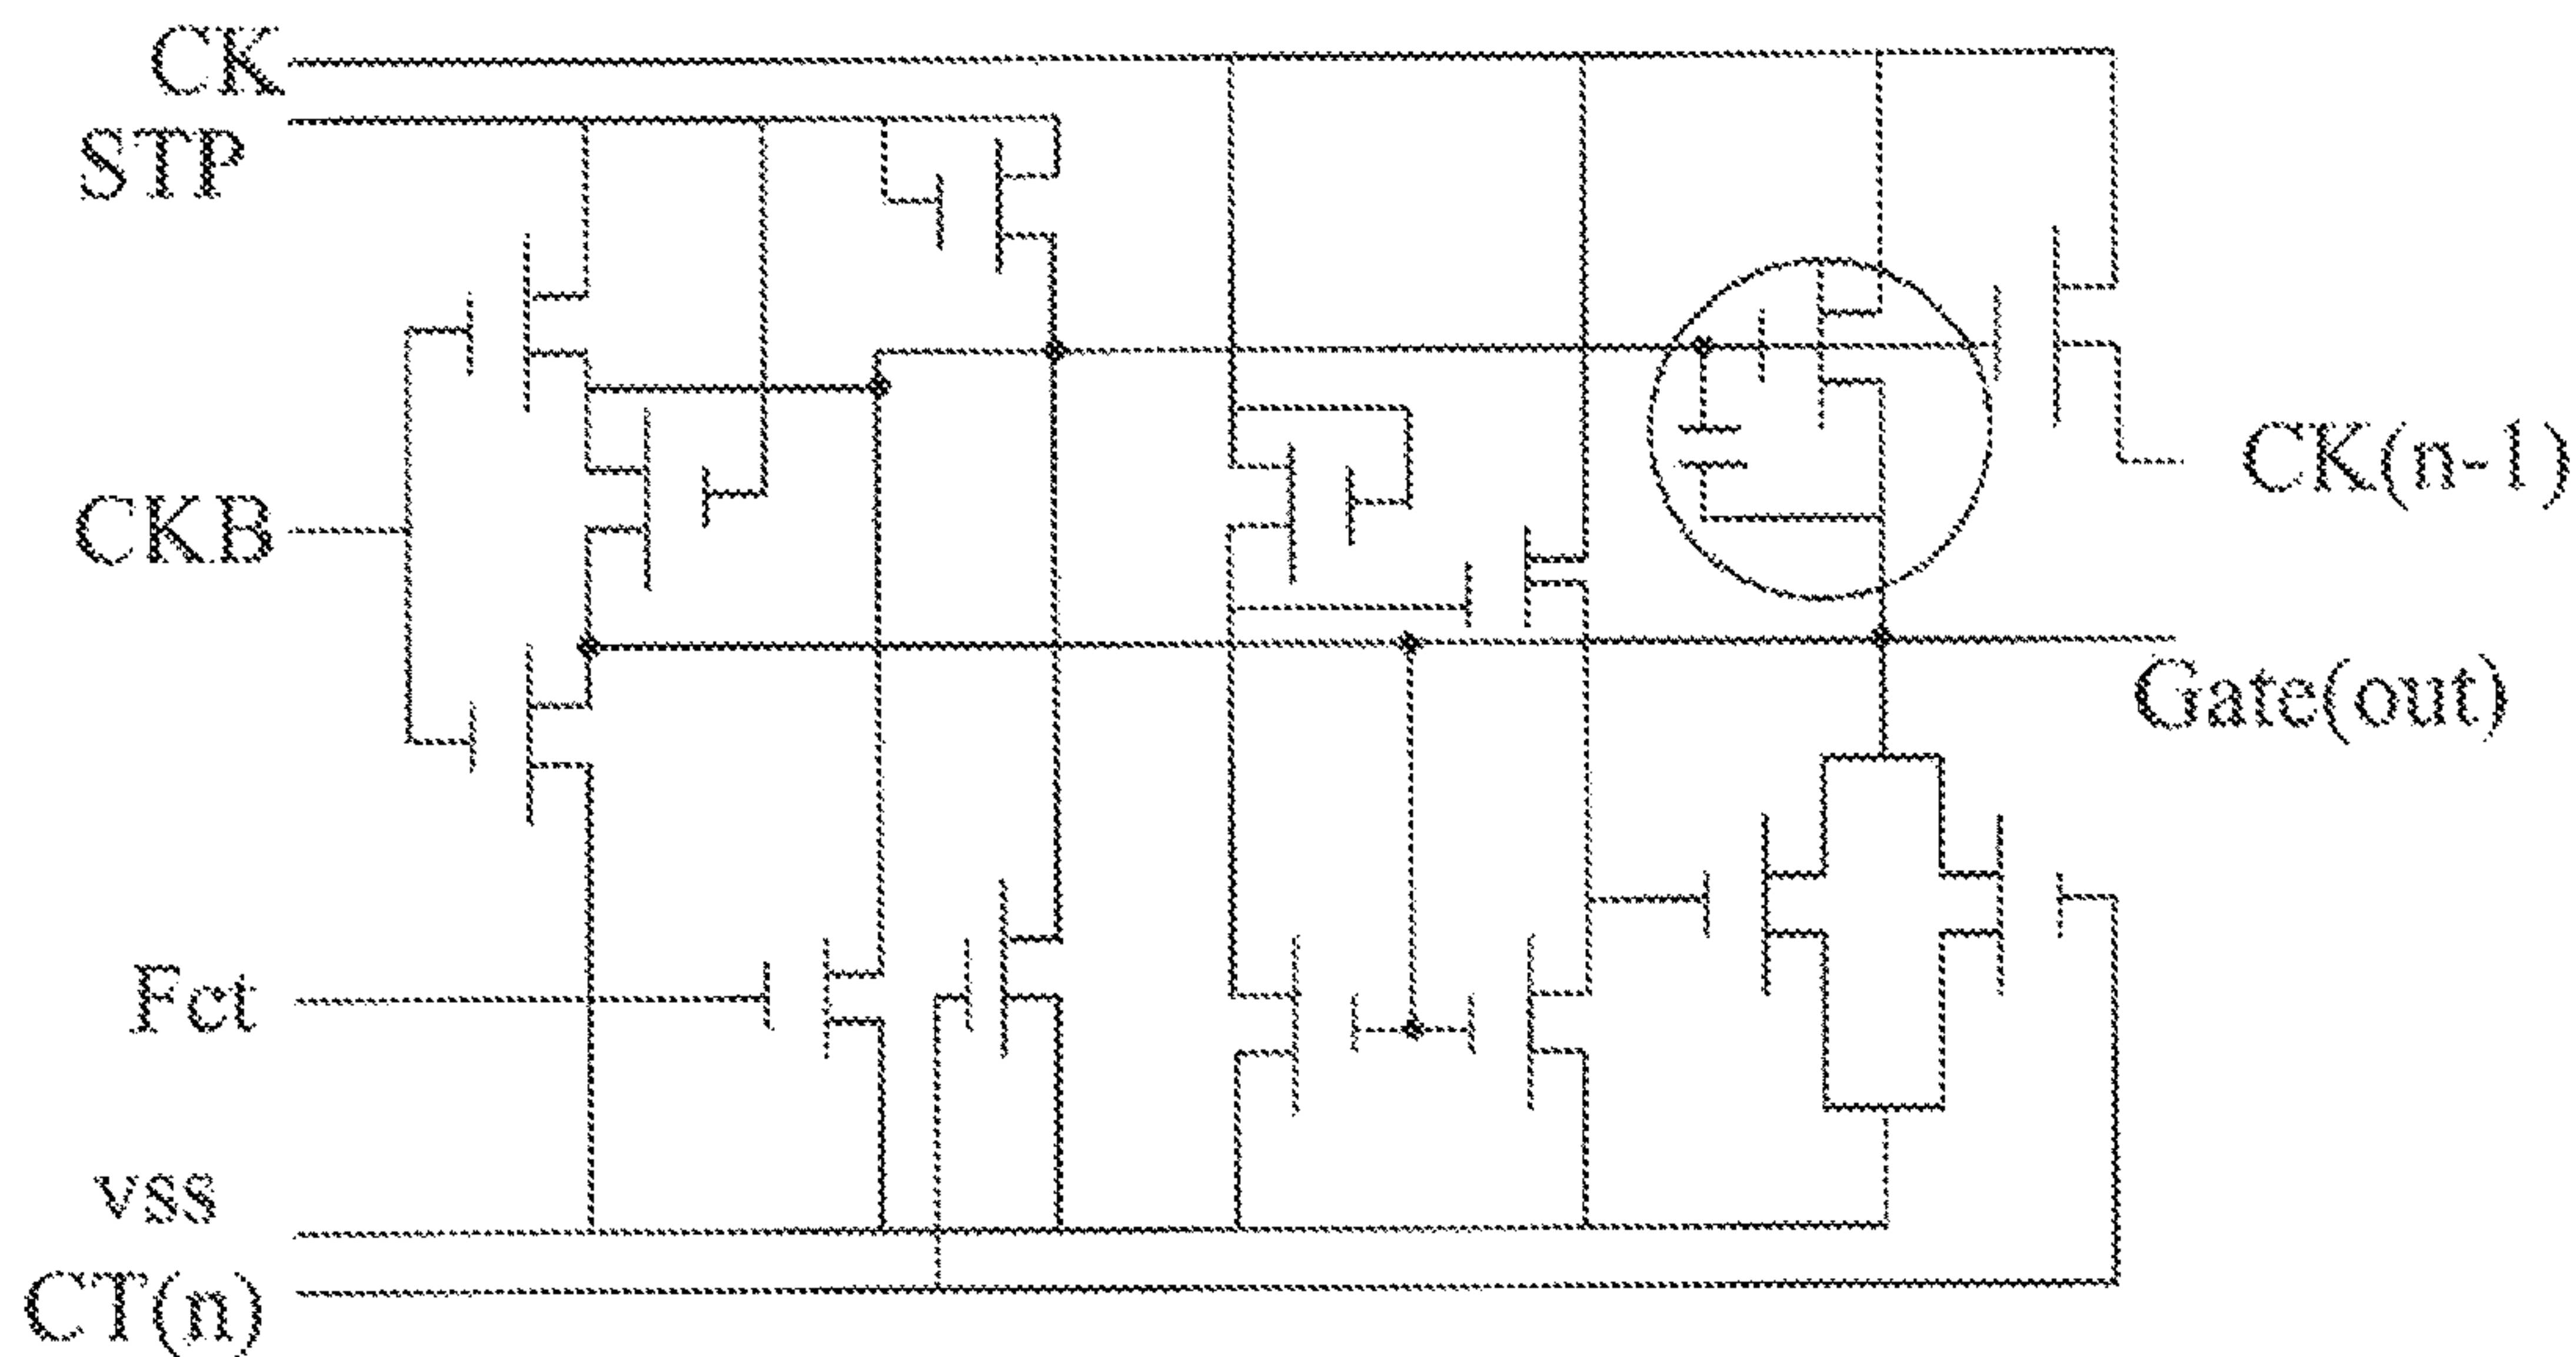 CK
STP
CK(n-1)
CKB
Gate(out)
Fct
vss
CT(n)